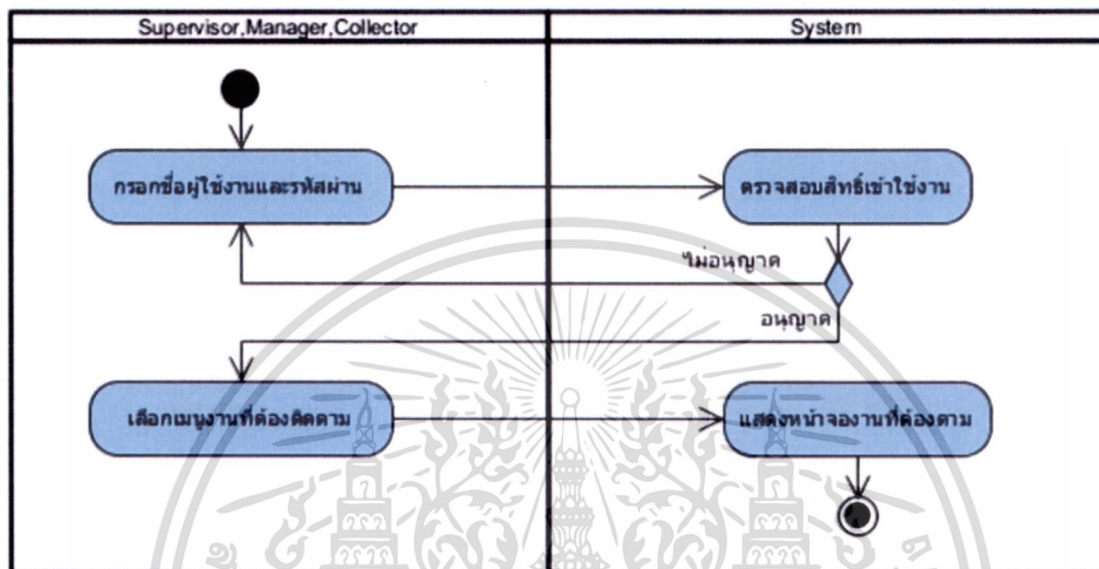 Supervisor,Manager,Collector
System
กรอกชื่อผู้ใช้งานและรหัสผ่าน
ตรวจสอบสิทธิ์เข้าใช้งาน
ไม่อนุญาต
อนุญาต
เลือกเมนูงานที่ต้องติดตาม
แสดงหน้าจองานที่ต้องตาม